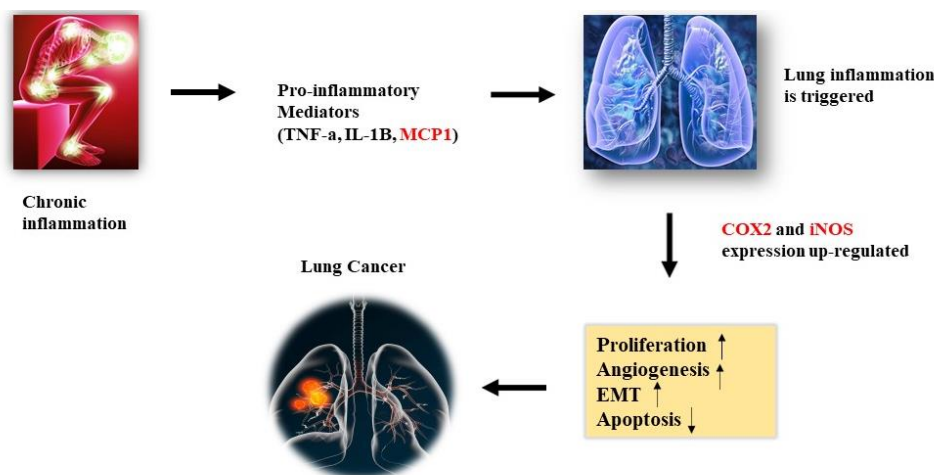 Chronic
inflammation
Pro-inflammatory
Mediators
(TNF-a, IL-1B, MCP1)
Lung inflammation
is triggered
COX2 and iNOS
expression up-regulated
Proliferation ↑
Angiogenesis ↑
EMT ↑
Apoptosis ↓
Lung Cancer